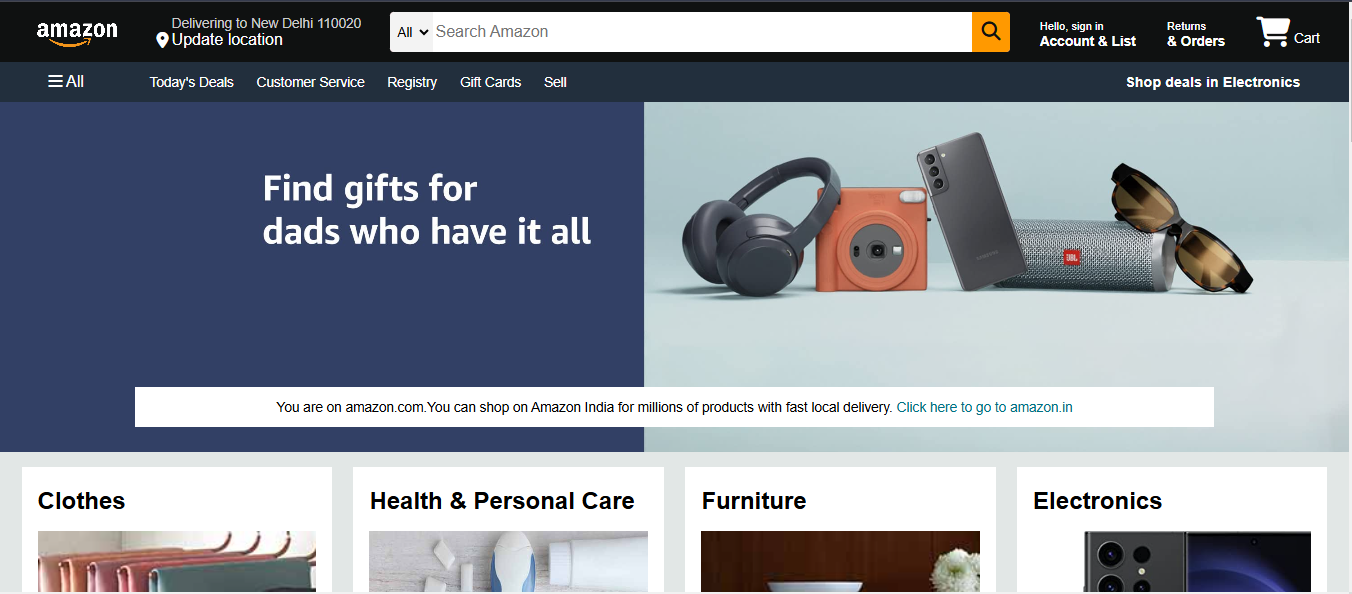 amazon
Delivering to New Delhi 110020
Update location
All
Search Amazon
Hello, sign in
Account & List
Returns
& Orders
Cart
All
Today's Deals
Customer Service
Registry
Gift Cards
Sell
Shop deals in Electronics
Find gifts for
dads who have it all
SAMSUNG
JBL
You are on amazon.com.You can shop on Amazon India for millions of products with fast local delivery. Click here to go to amazon.in
Clothes
Health & Personal Care
Furniture
Electronics